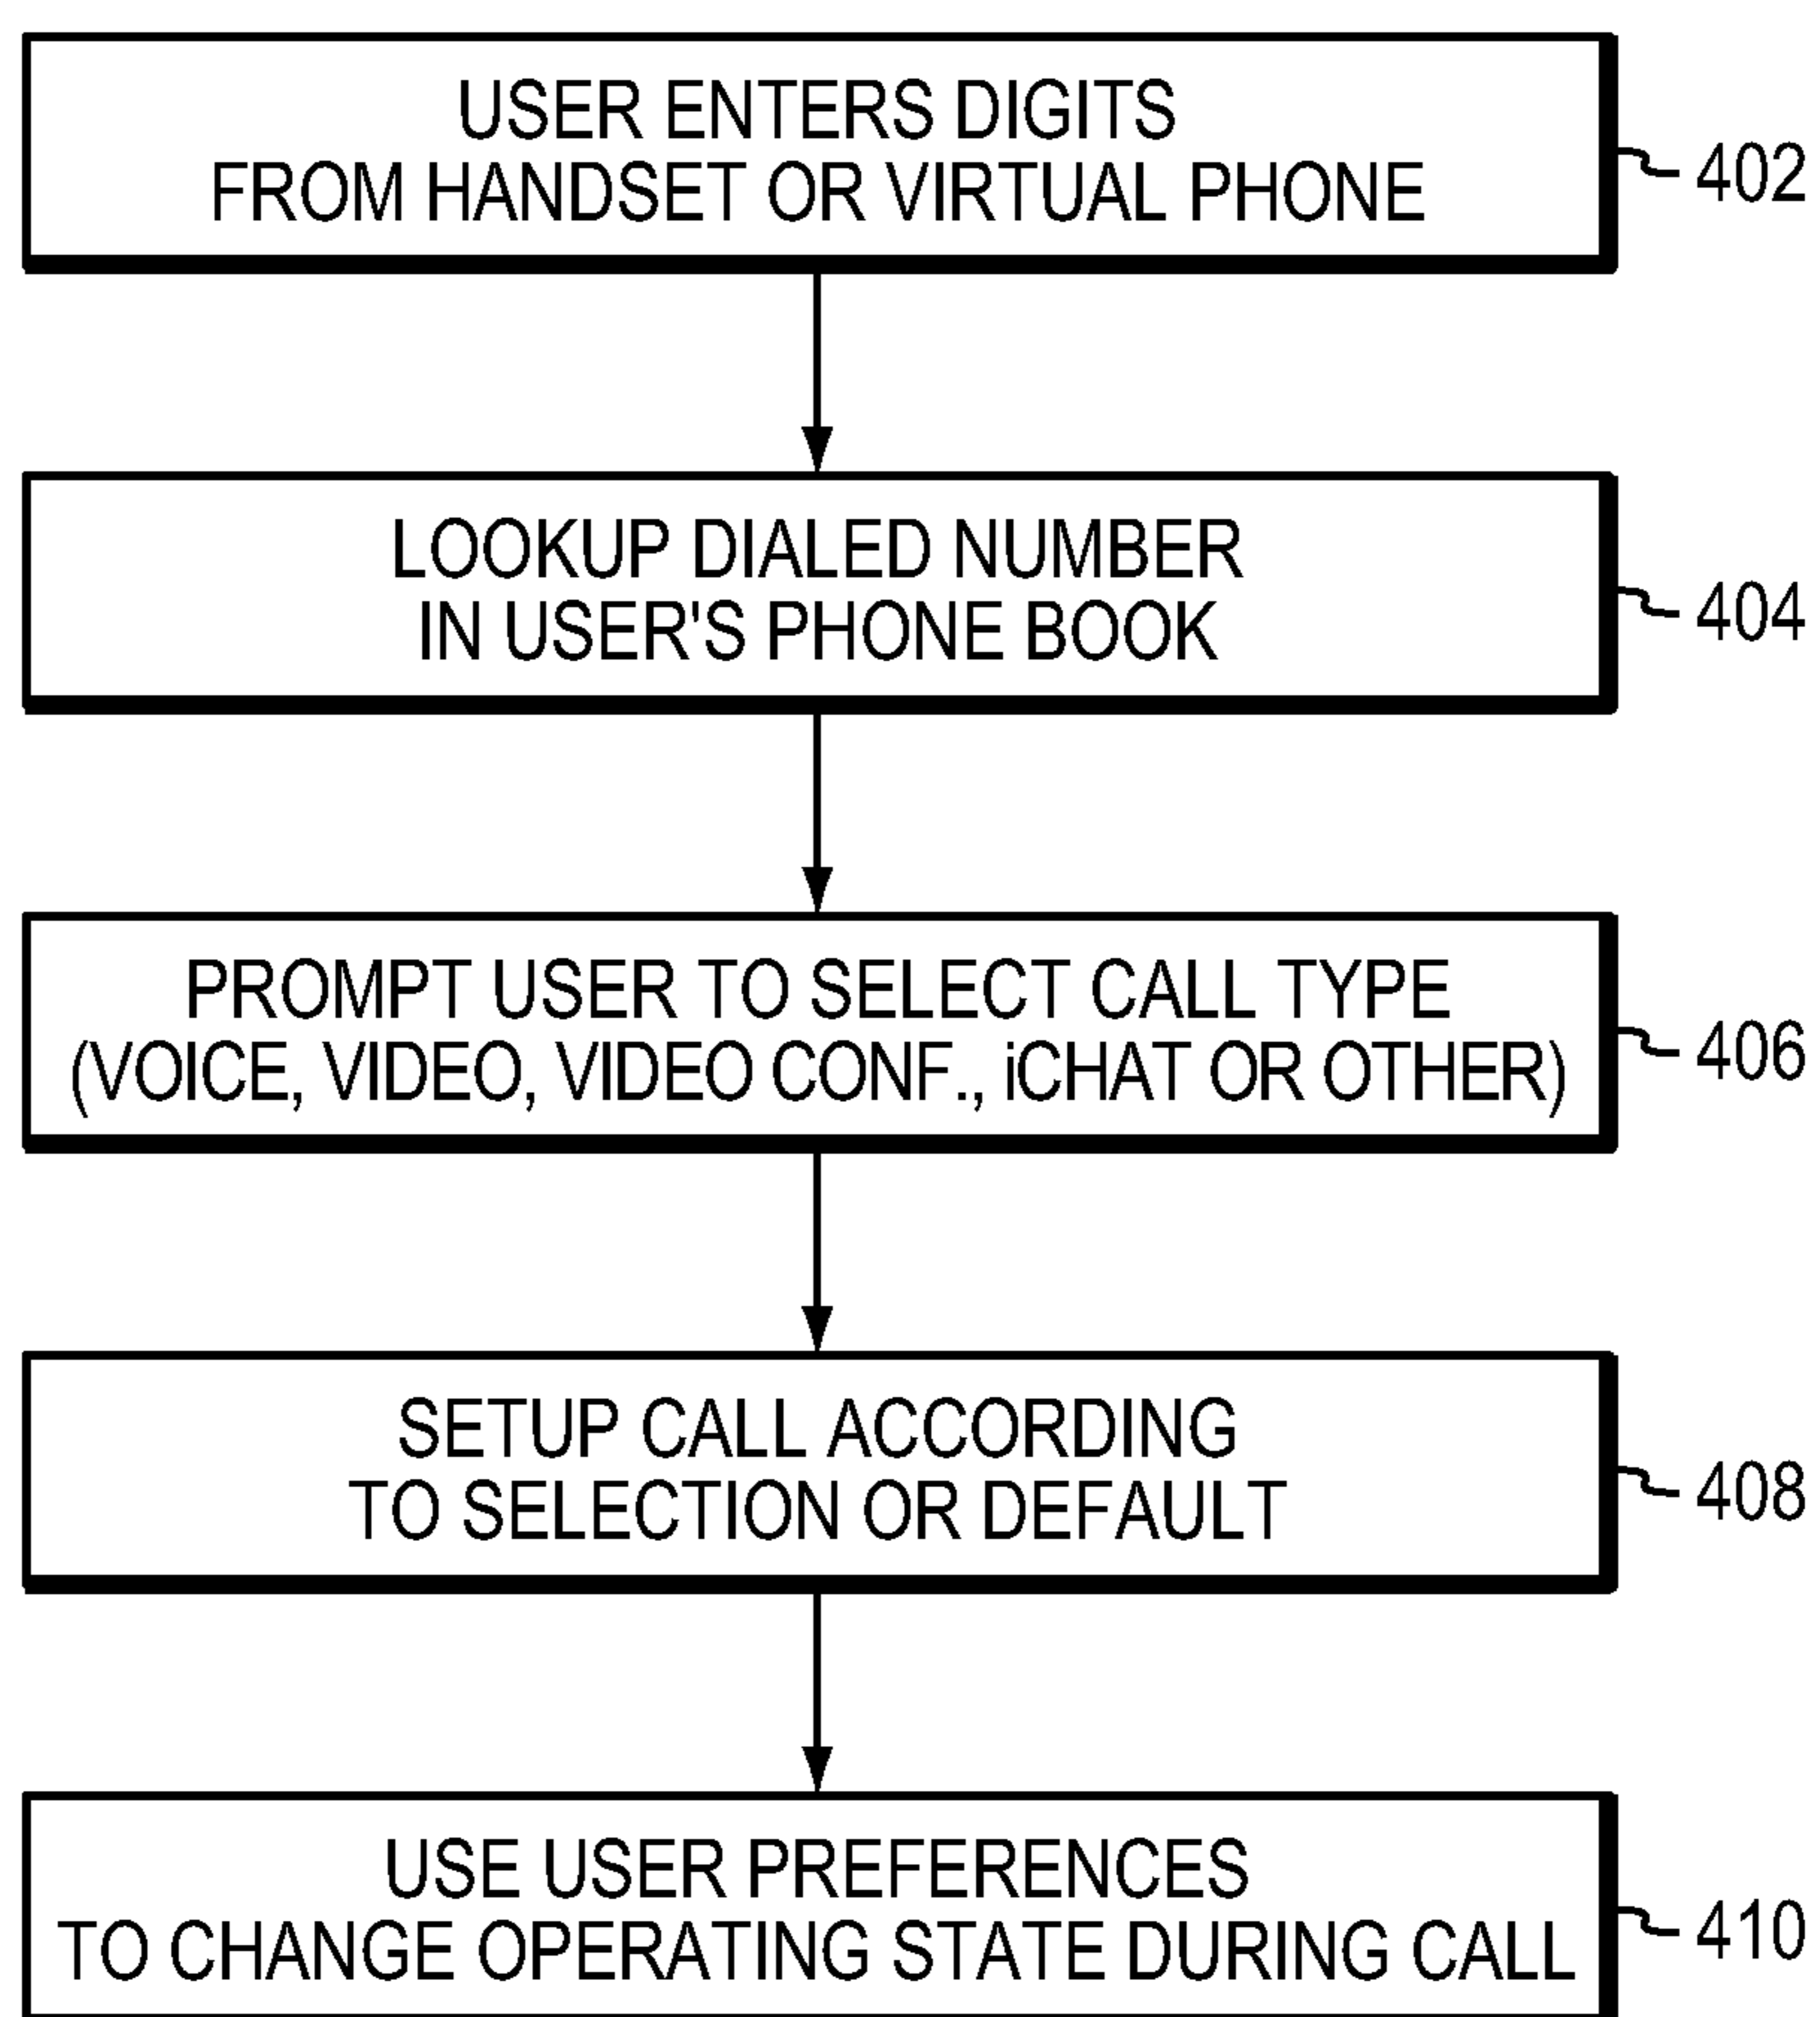 USER ENTERS DIGITS
FROM HANDSET OR VIRTUAL PHONE
402
LOOKUP DIALED NUMBER
IN USER'S PHONE BOOK
404
PROMPT USER TO SELECT CALL TYPE
(VOICE, VIDEO, VIDEO CONF., iCHAT OR OTHER)
406
SETUP CALL ACCORDING
TO SELECTION OR DEFAULT
408
USE USER PREFERENCES
TO CHANGE OPERATING STATE DURING CALL
410